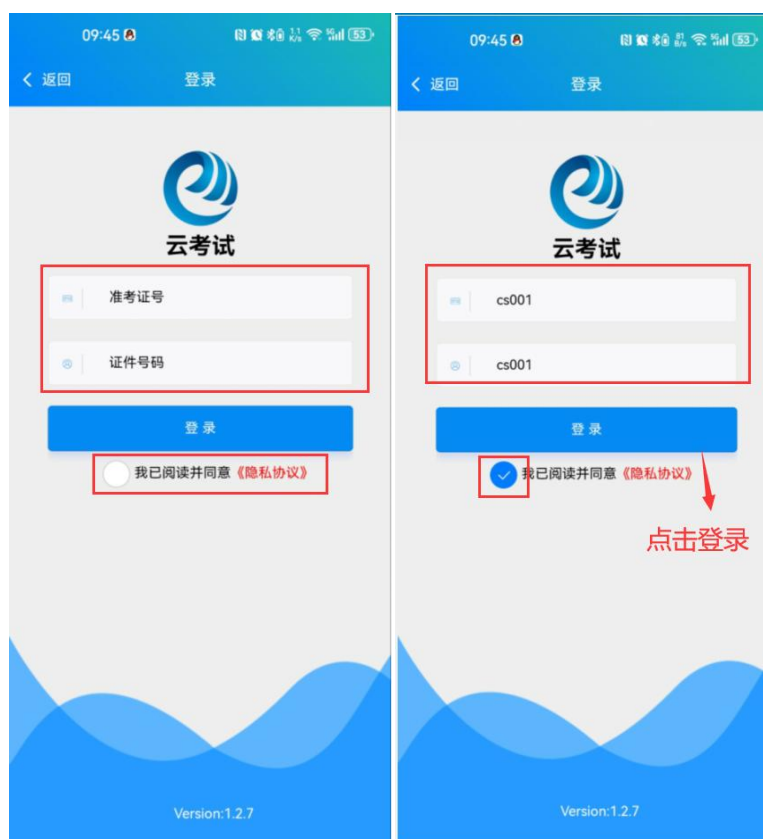 09:45
53
返回
登录
云考试
准考证号
证件号码
登录
我已阅读并同意《隐私协议》
Version:1.2.7
09:45
53
返回
登录
云考试
cs001
cs001
登录
我已阅读并同意《隐私协议》
点击登录
Version:1.2.7